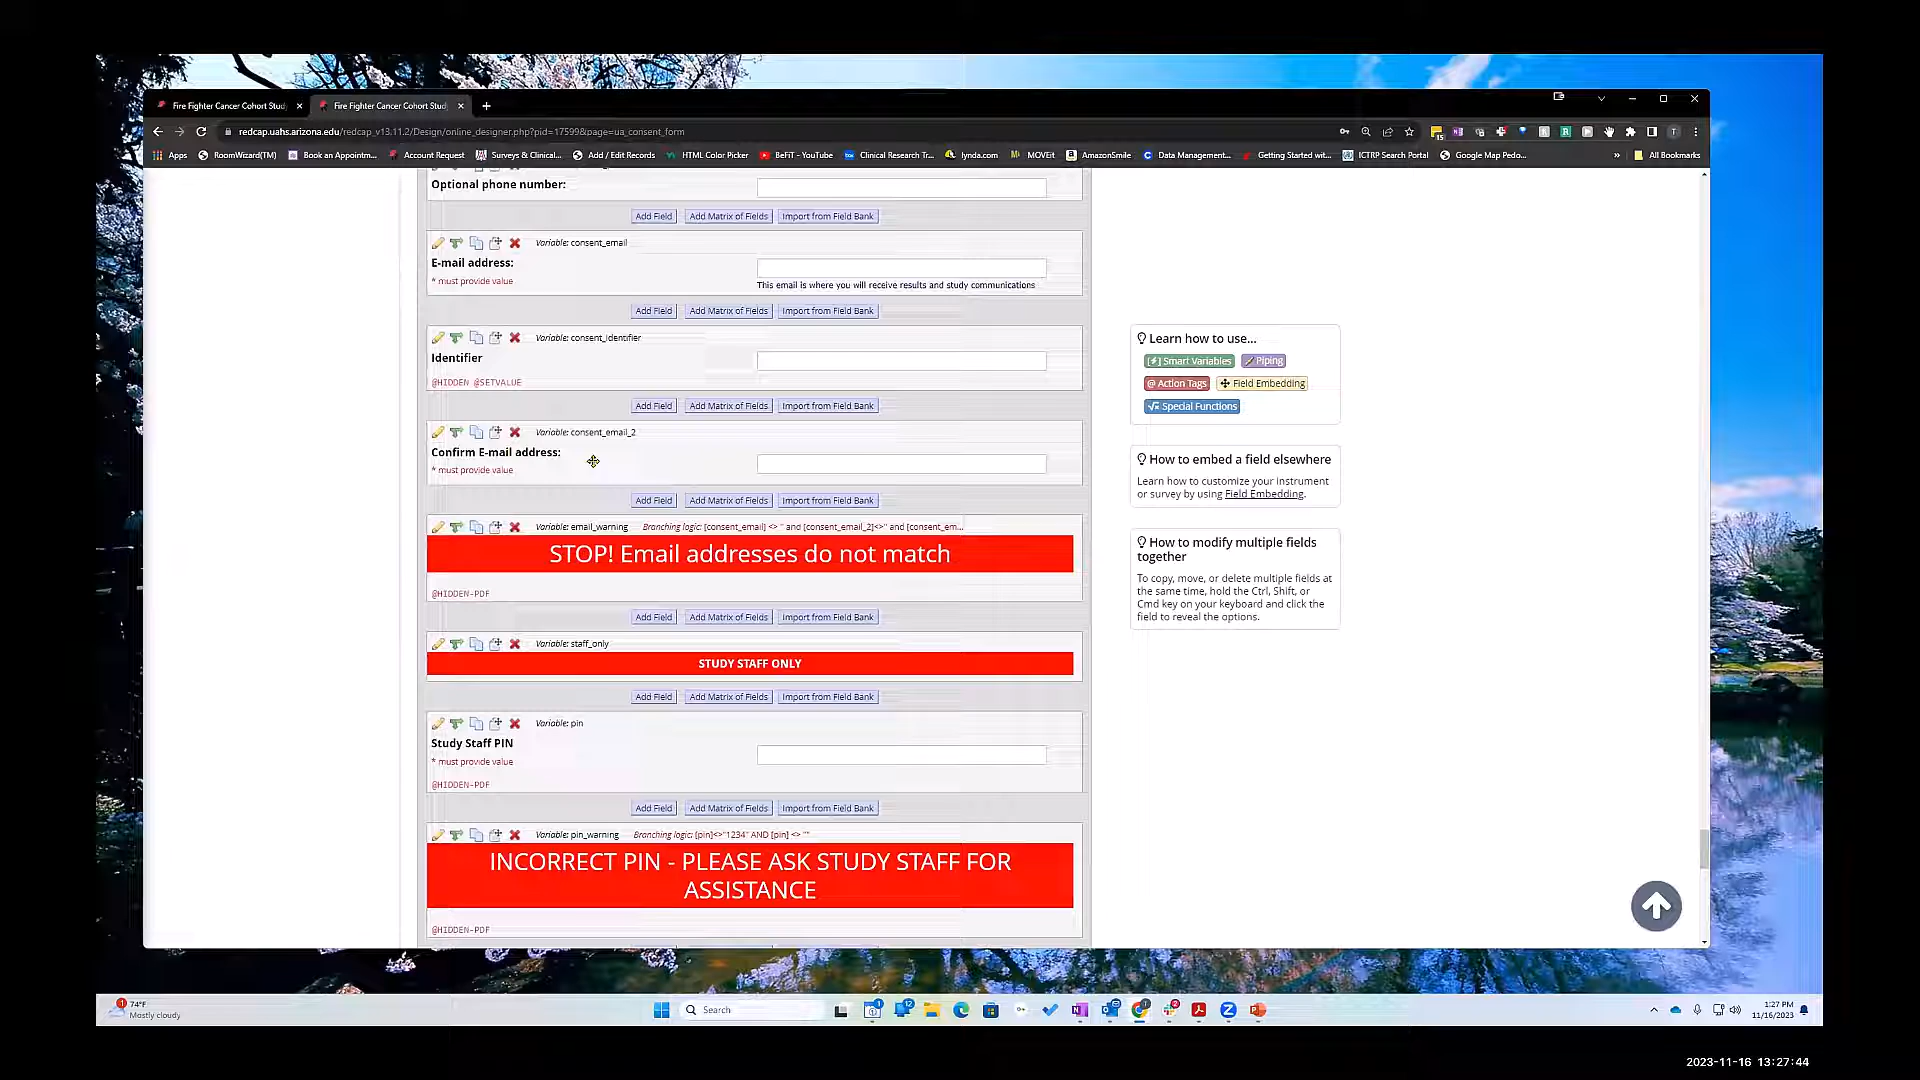 Fire Fighter Cancer Cohort Stud
Fire Fighter Cancer Cohort Stud
redcap.uahs.arizona.edu/redcap_v13.11.2/Design/online_designer.php?pid=17599&page=ua_consent_form
Apps RoomWizard(TM) Book an Appointm... Account Request Surveys & Clinical... Add / Edit Records HTML Color Picker BeFiT - YouTube Clinical Research Tr... lynda.com MOVEit AmazonSmile Data Management... Getting Started wit... ICTRP Search Portal Google Map Pedo... » All Bookmarks
Optional phone number:
Add Field Add Matrix of Fields Import from Field Bank
Variable: consent_email
E-mail address:
* must provide value
This email is where you will receive results and study communications
Add Field Add Matrix of Fields Import from Field Bank
Variable: consent_identifier
Identifier
@HIDDEN @SETVALUE
Add Field Add Matrix of Fields Import from Field Bank
Variable: consent_email_2
Confirm E-mail address:
* must provide value
Add Field Add Matrix of Fields Import from Field Bank
Variable: email_warning Branching logic: [consent_email] <> '' and [consent_email_2]<>'' and [consent_em...
STOP! Email addresses do not match
@HIDDEN-PDF
Add Field Add Matrix of Fields Import from Field Bank
Variable: staff_only
STUDY STAFF ONLY
Add Field Add Matrix of Fields Import from Field Bank
Variable: pin
Study Staff PIN
* must provide value
@HIDDEN-PDF
Add Field Add Matrix of Fields Import from Field Bank
Variable: pin_warning Branching logic: [pin]<>"1234" AND [pin] <> ""
INCORRECT PIN - PLEASE ASK STUDY STAFF FOR
ASSISTANCE
@HIDDEN-PDF
Learn how to use...
Smart Variables Piping
@ Action Tags Field Embedding
Special Functions
How to embed a field elsewhere
Learn how to customize your instrument
or survey by using Field Embedding.
How to modify multiple fields
together
To copy, move, or delete multiple fields at
the same time, hold the Ctrl, Shift, or
Cmd key on your keyboard and click the
field to reveal the options.
74°F
Mostly cloudy
Search
1:27 PM
11/16/2023
2023-11-16 13:27:44